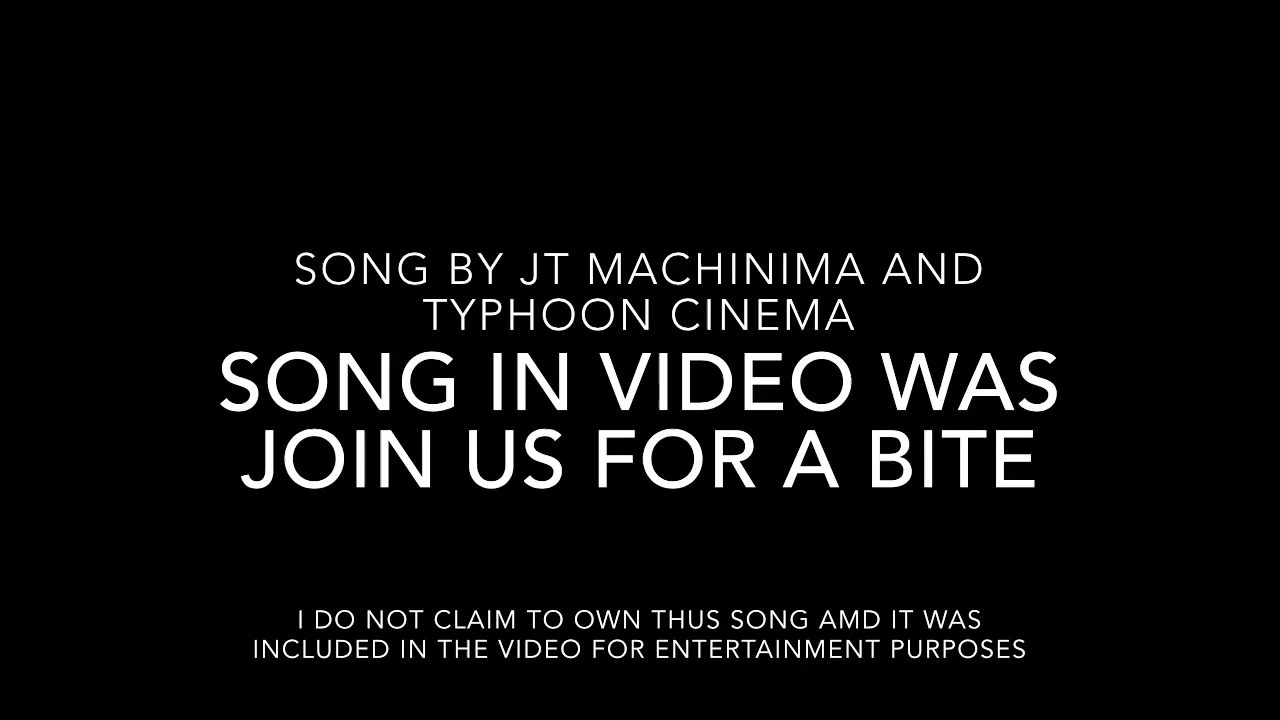 SONG BY JT MACHINIMA AND
TYPHOON CINEMA
SONG IN VIDEO WAS
JOIN US FOR A BITE
I DO NOT CLAIM TO OWN THUS SONG AMD IT WAS
INCLUDED IN THE VIDEO FOR ENTERTAINMENT PURPOSES